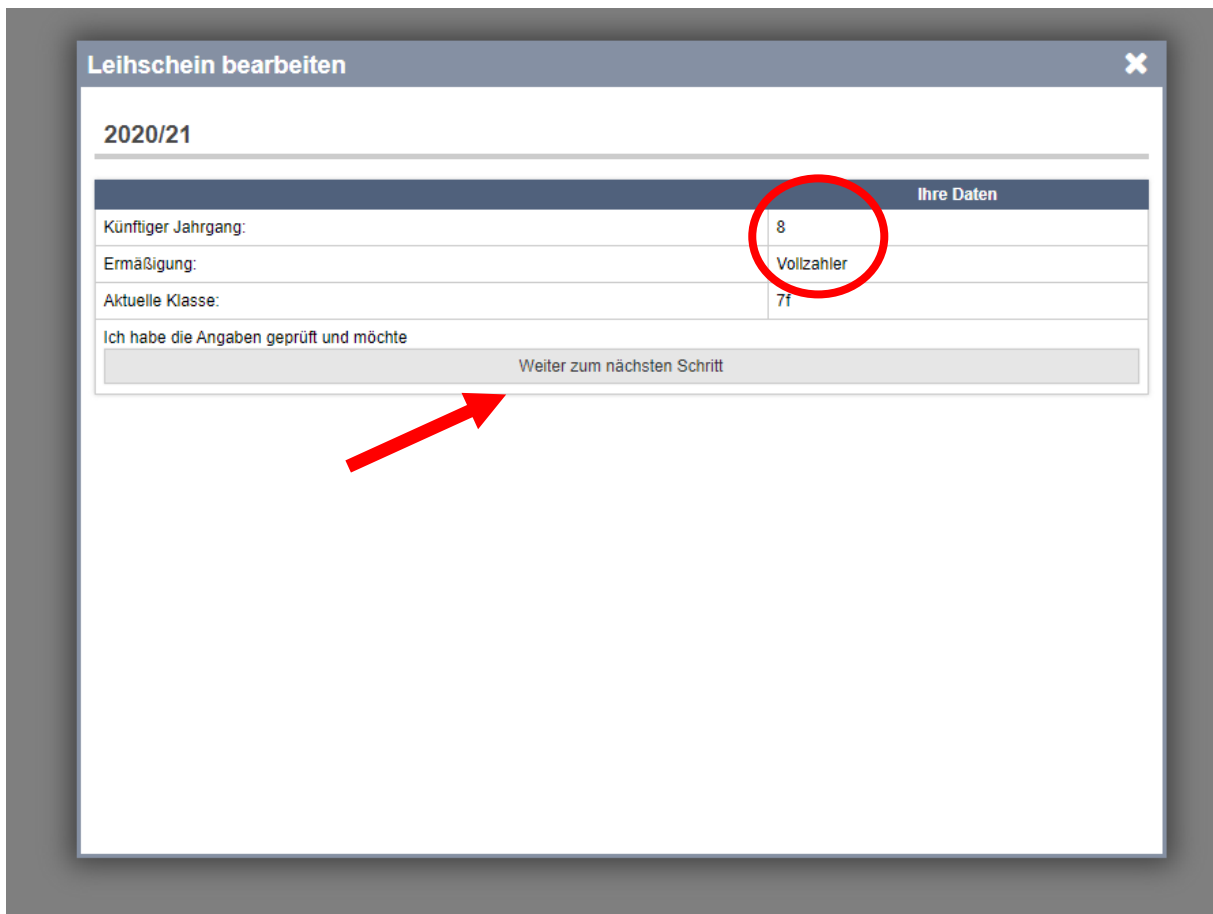 Leihschein bearbeiten
2020/21
Ihre Daten
Künftiger Jahrgang: 8
Ermäßigung: Vollzahler
Aktuelle Klasse: 7f
Ich habe die Angaben geprüft und möchte
Weiter zum nächsten Schritt